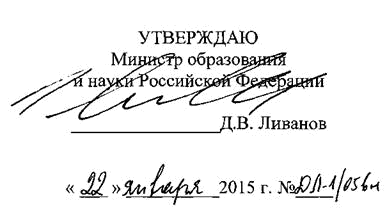 УТВЕРЖДАЮ
Министр образования
и науки Российской Федерации
Д.В. Ливанов
« 22 » января 2015 г. № ДЛ-1/05вн